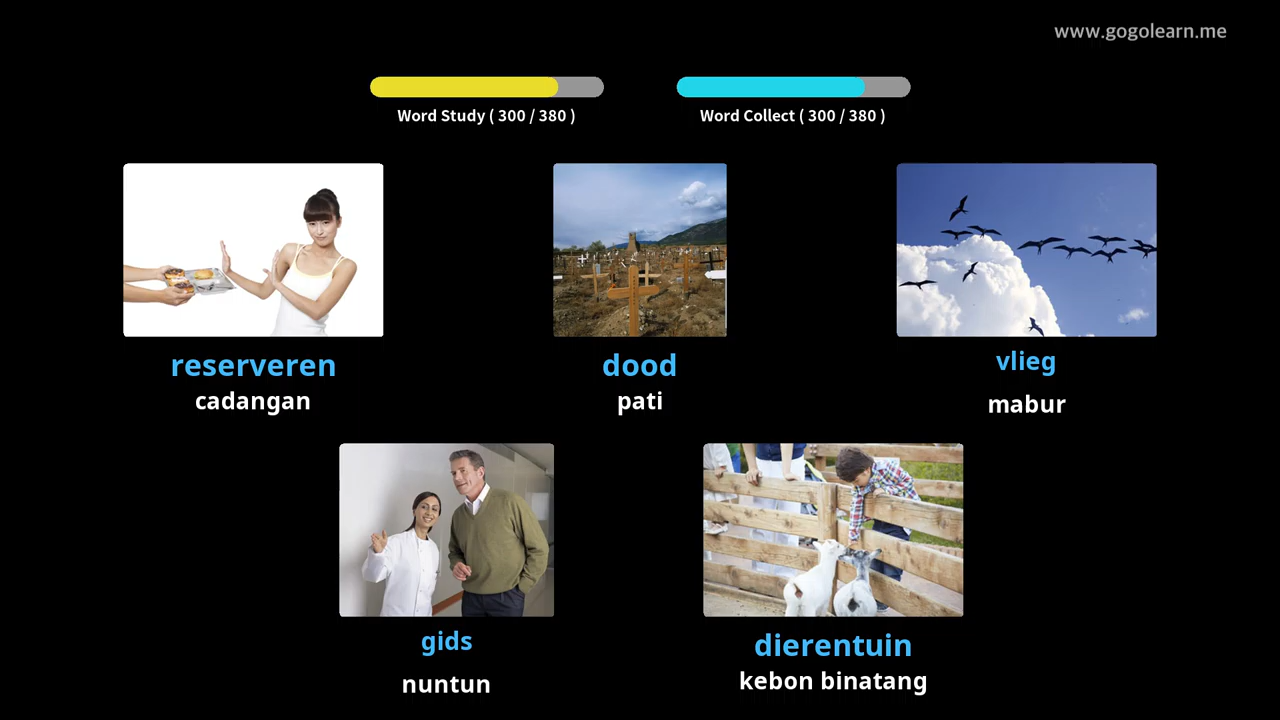 www.gogolearn.me
Word Study ( 300 / 380 )
Word Collect ( 300 / 380 )
reserveren
cadangan
dood
pati
vlieg
mabur
gids
nuntun
dierentuin
kebon binatang